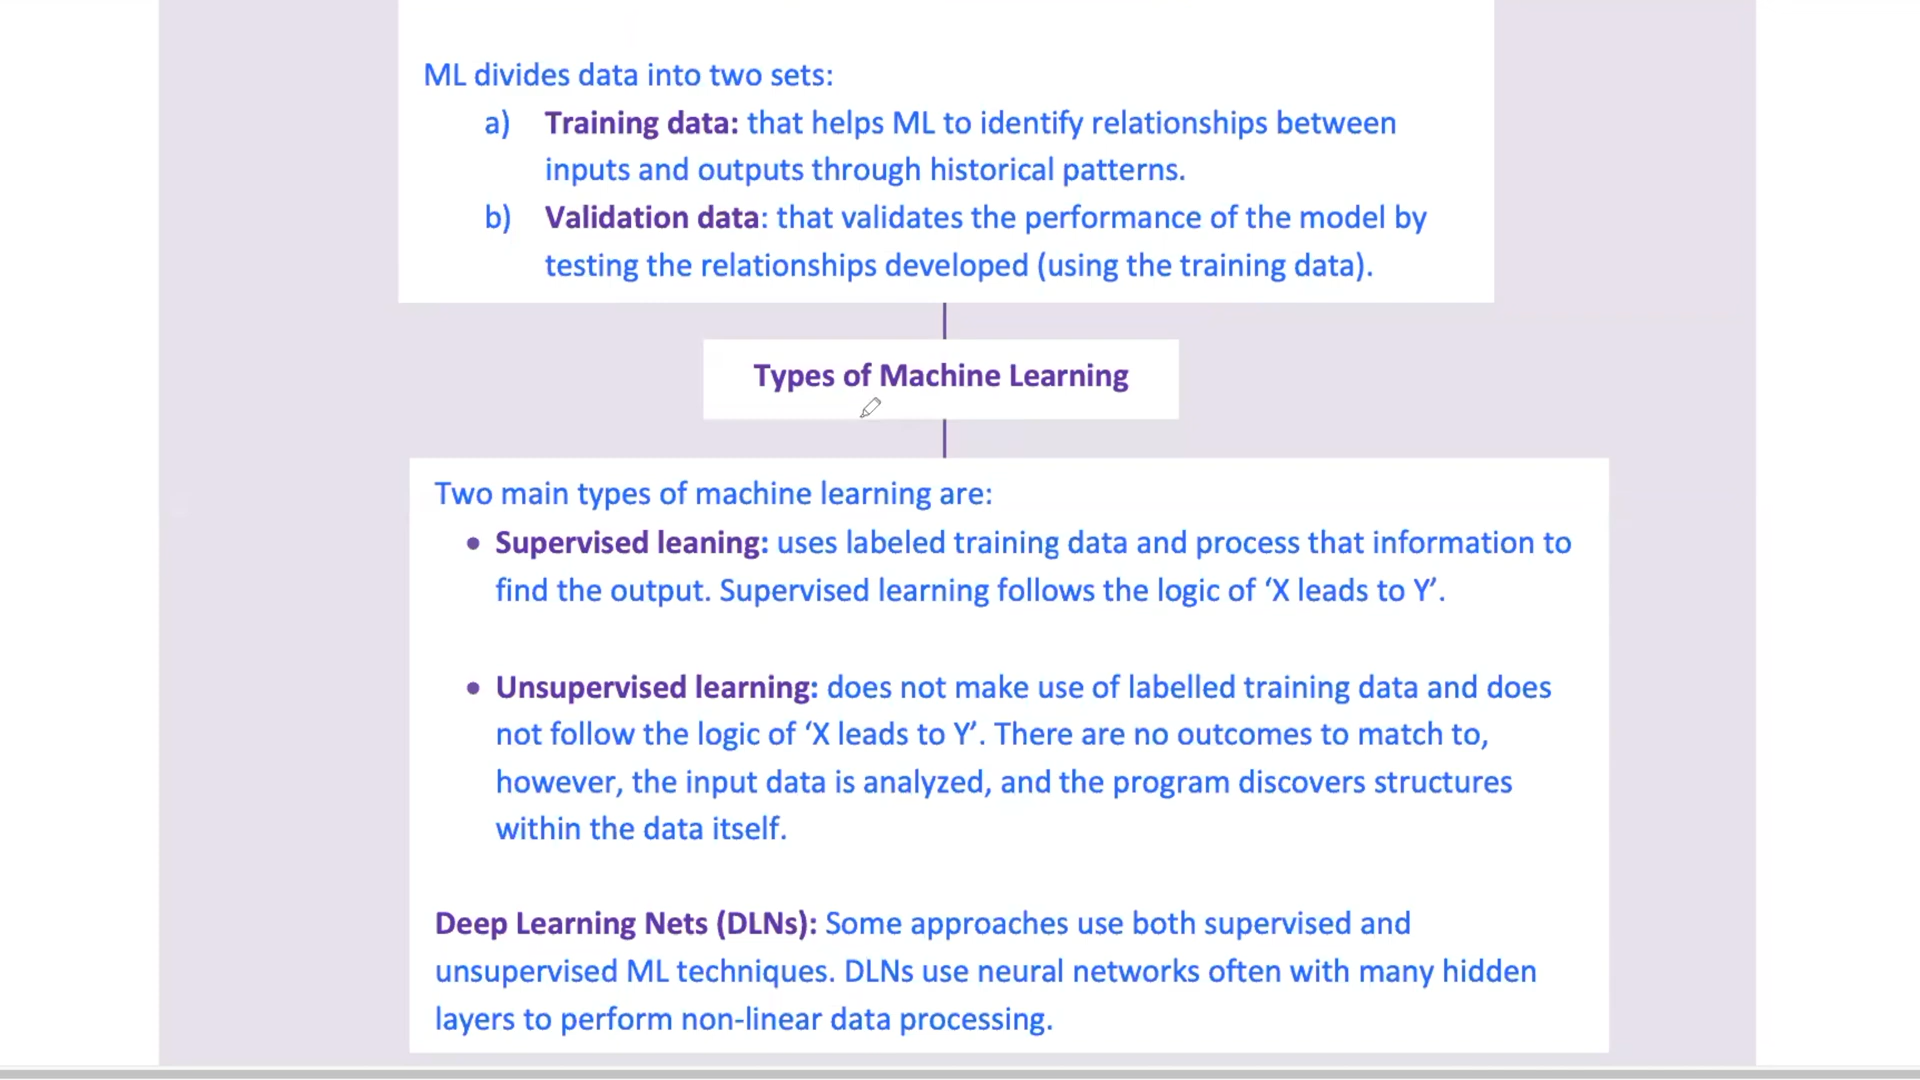 ML divides data into two sets:
a) Training data: that helps ML to identify relationships between
inputs and outputs through historical patterns.
b) Validation data: that validates the performance of the model by
testing the relationships developed (using the training data).
Types of Machine Learning
Two main types of machine learning are:
• Supervised leaning: uses labeled training data and process that information to
find the output. Supervised learning follows the logic of ‘X leads to Y’.
• Unsupervised learning: does not make use of labelled training data and does
not follow the logic of ‘X leads to Y’. There are no outcomes to match to,
however, the input data is analyzed, and the program discovers structures
within the data itself.
Deep Learning Nets (DLNs): Some approaches use both supervised and
unsupervised ML techniques. DLNs use neural networks often with many hidden
layers to perform non-linear data processing.